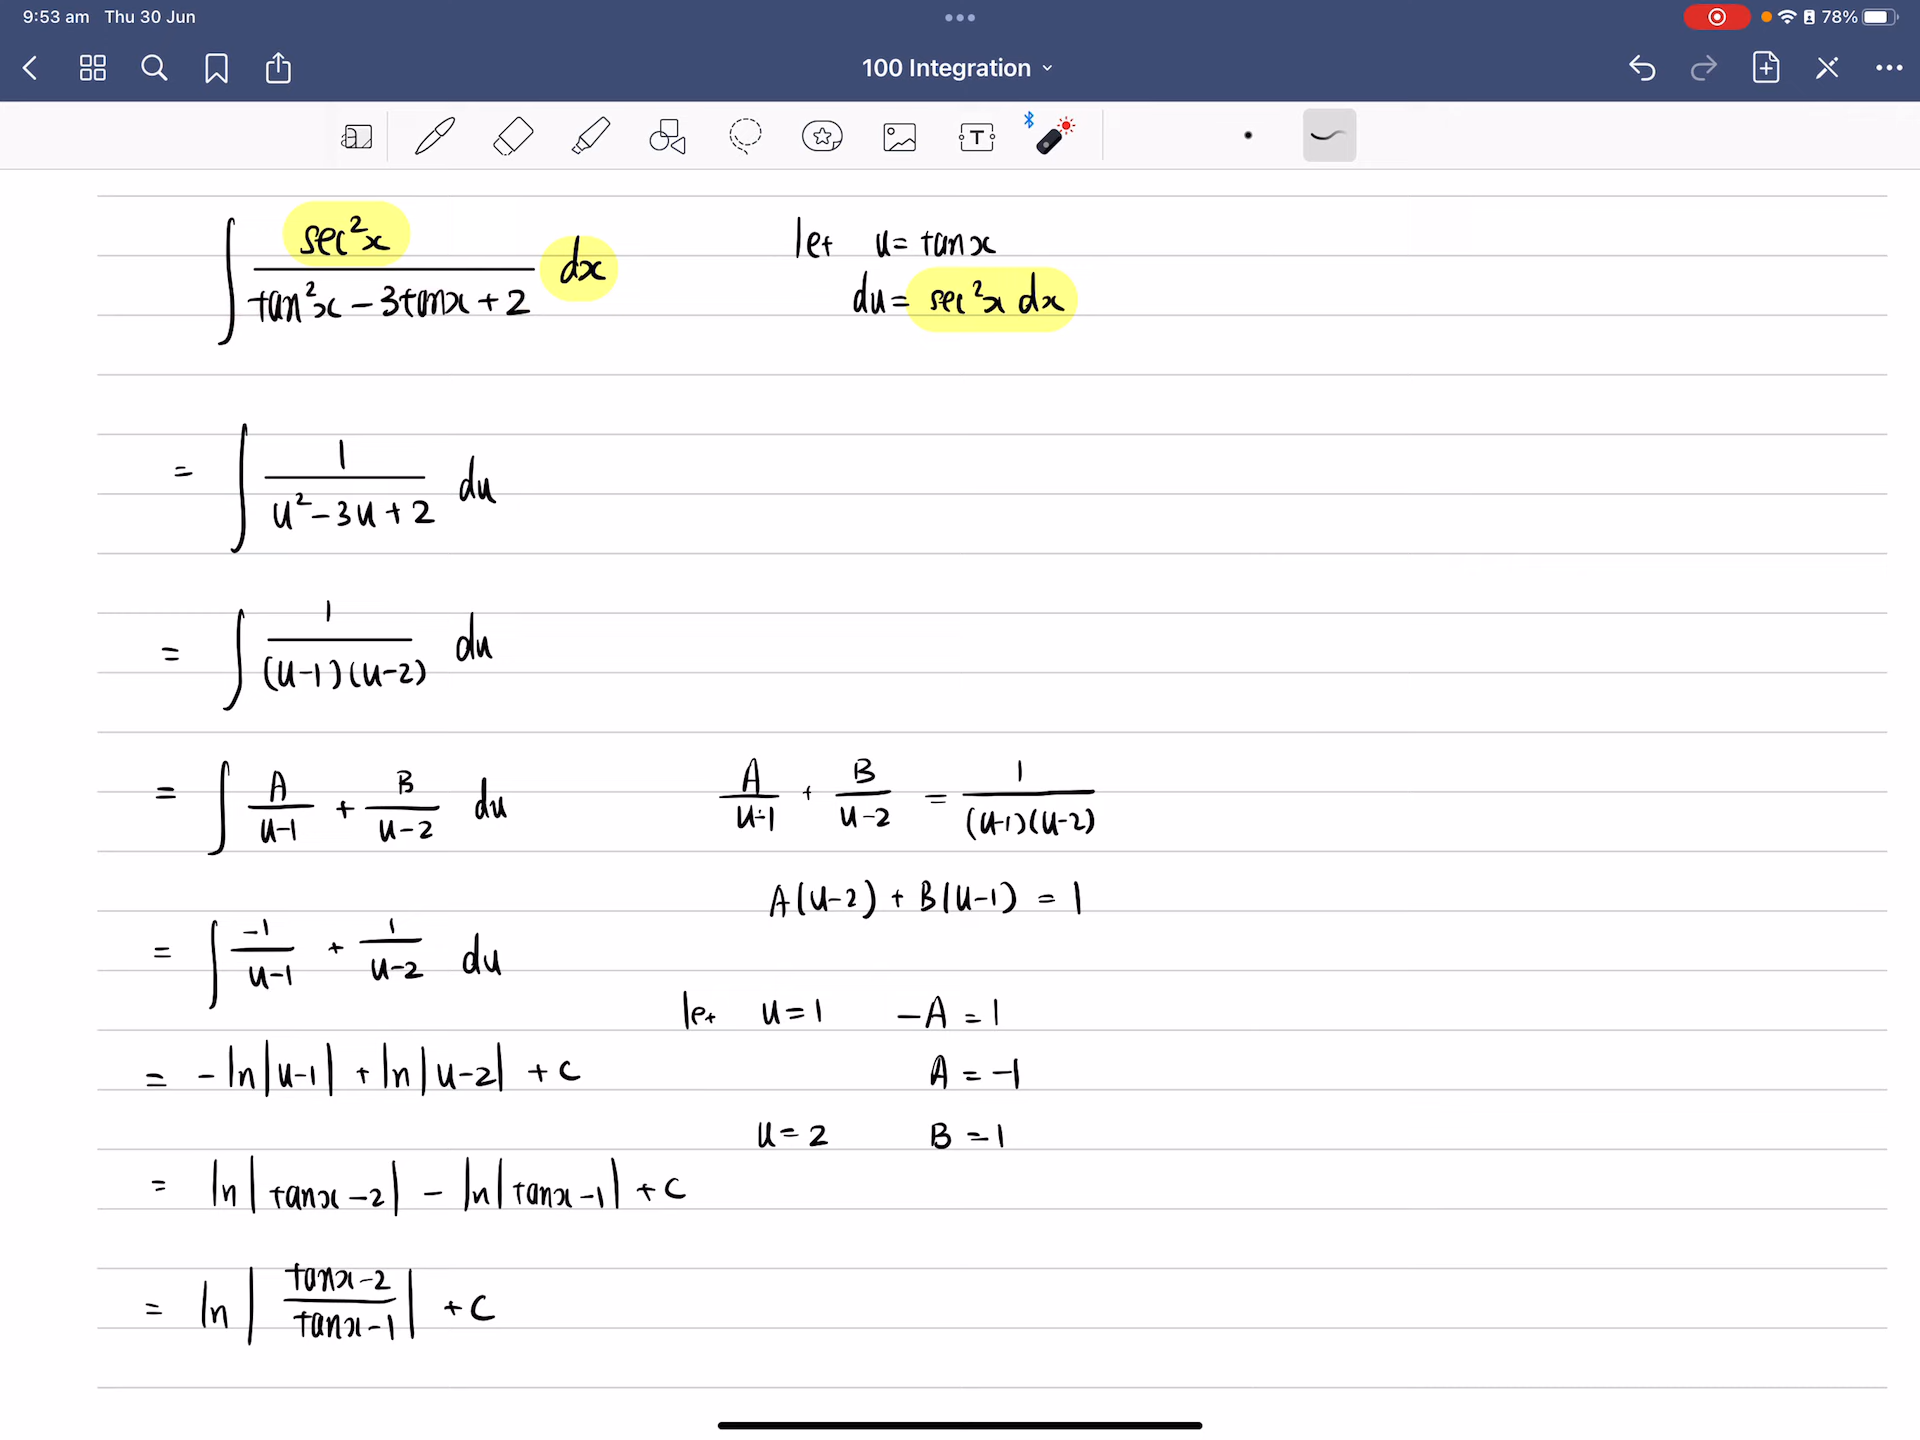 9:53 am Thu 30 Jun
78%
100 Integration
T
∫ sec²x / (tan²x - 3tanx + 2) dx
let u = tanx
du = sec²x dx
= ∫ 1 / (u² - 3u + 2) du
= ∫ 1 / ((u-1)(u-2)) du
= ∫ A/(u-1) + B/(u-2) du
A/(u-1) + B/(u-2) = 1/((u-1)(u-2))
A(u-2) + B(u-1) = 1
= ∫ -1/(u-1) + 1/(u-2) du
let u = 1 -A = 1
= -ln|u-1| + ln|u-2| + c
A = -1
u = 2 B = 1
= ln|tanx-2| - ln|tanx-1| + c
= ln|(tanx-2)/(tanx-1)| + c